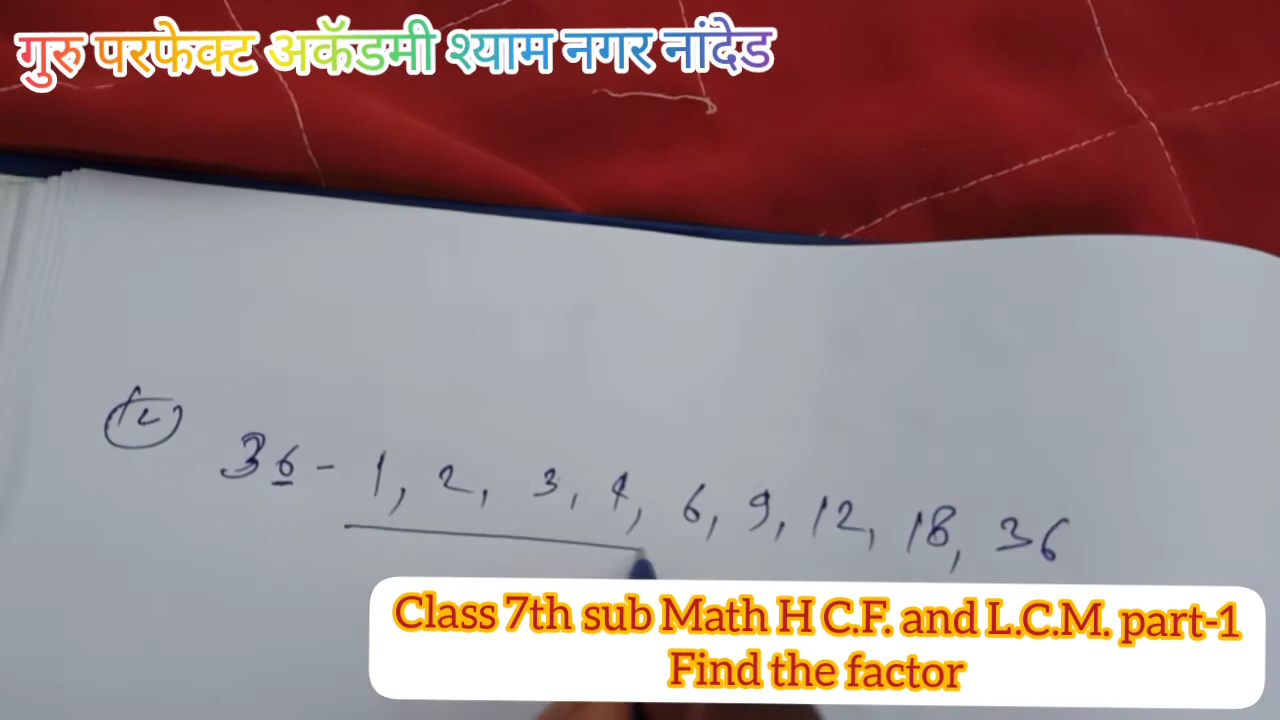 गुरु परफेक्ट अकॅडमी श्याम नगर नांदेड
36 - 1, 2, 3, 4, 6, 9, 12, 18, 36
Class 7th sub Math H C.F. and L.C.M. part-1
Find the factor